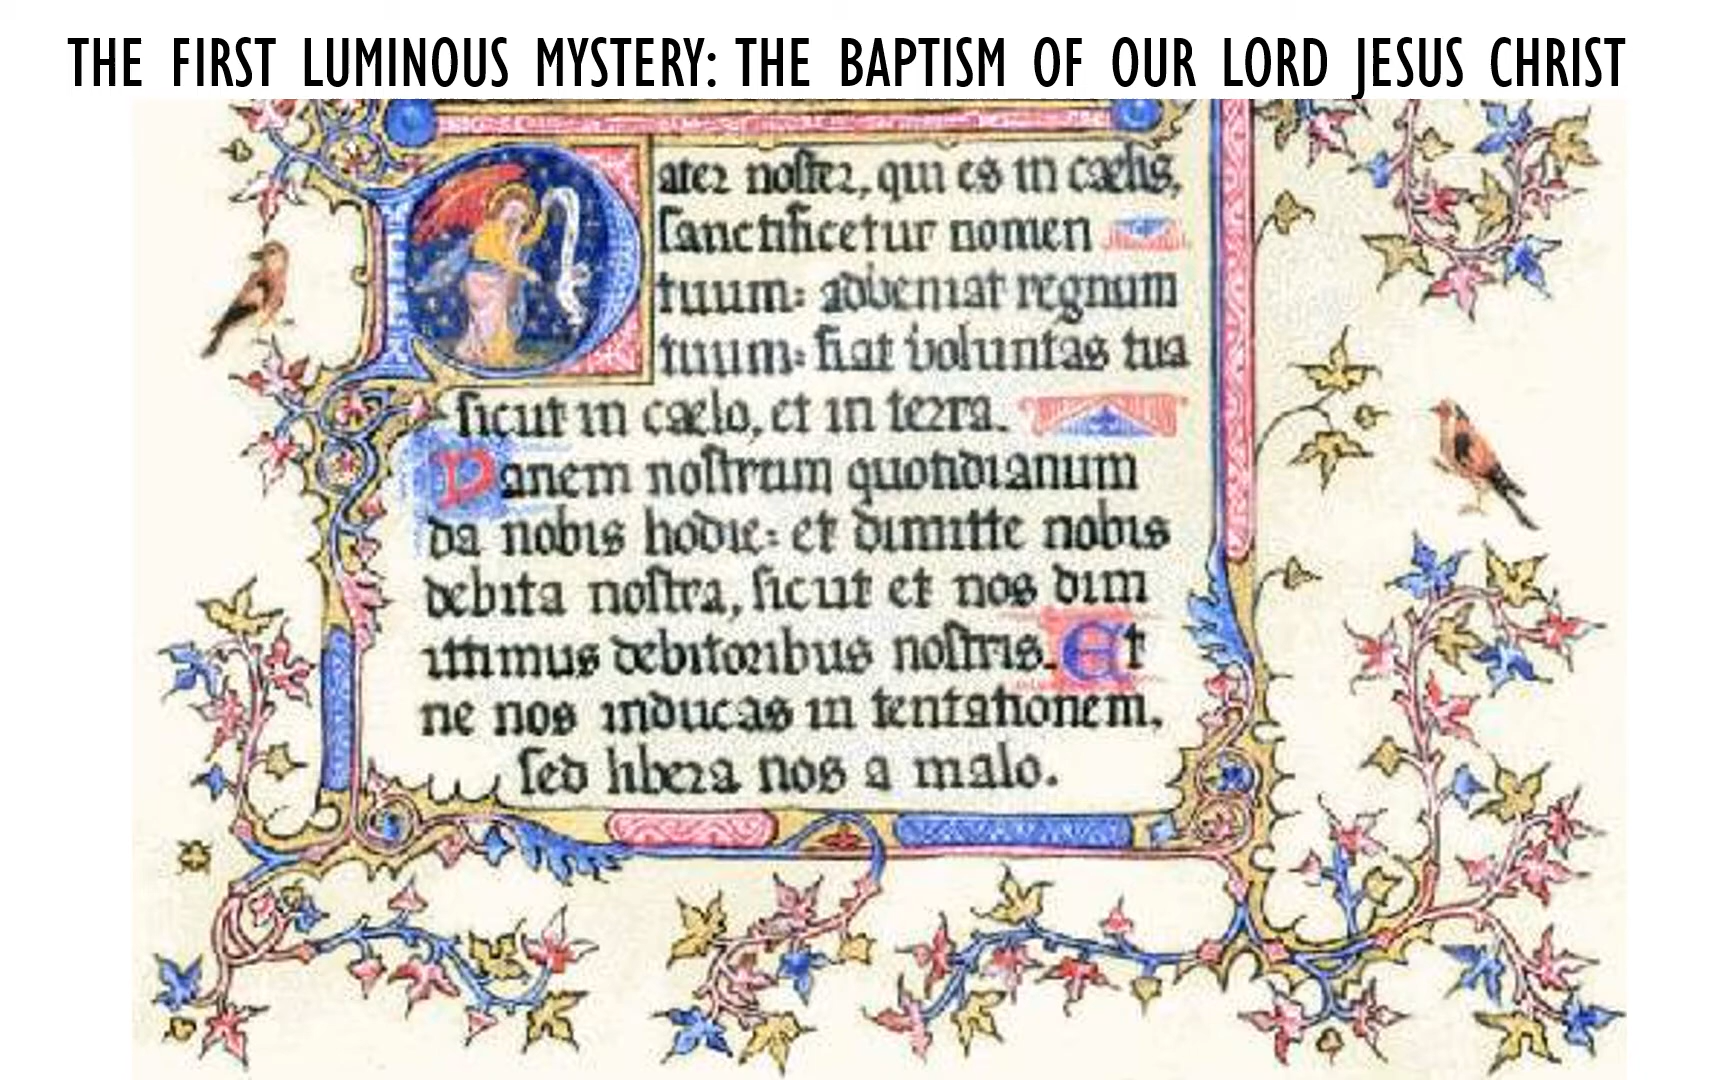 THE FIRST LUMINOUS MYSTERY: THE BAPTISM OF OUR LORD JESUS CHRIST
Pater noster, qui es in cælis,
sanctificetur nomen
tuum: adveniat regnum
tuum: fiat voluntas tua
sicut in cælo, et in terra.
Panem nostrum quotidianum
da nobis hodie: et dimitte nobis
debita nostra, sicut et nos dim
ittimus debitoribus nostris. Et
ne nos inducas in tentationem,
sed libera nos a malo.